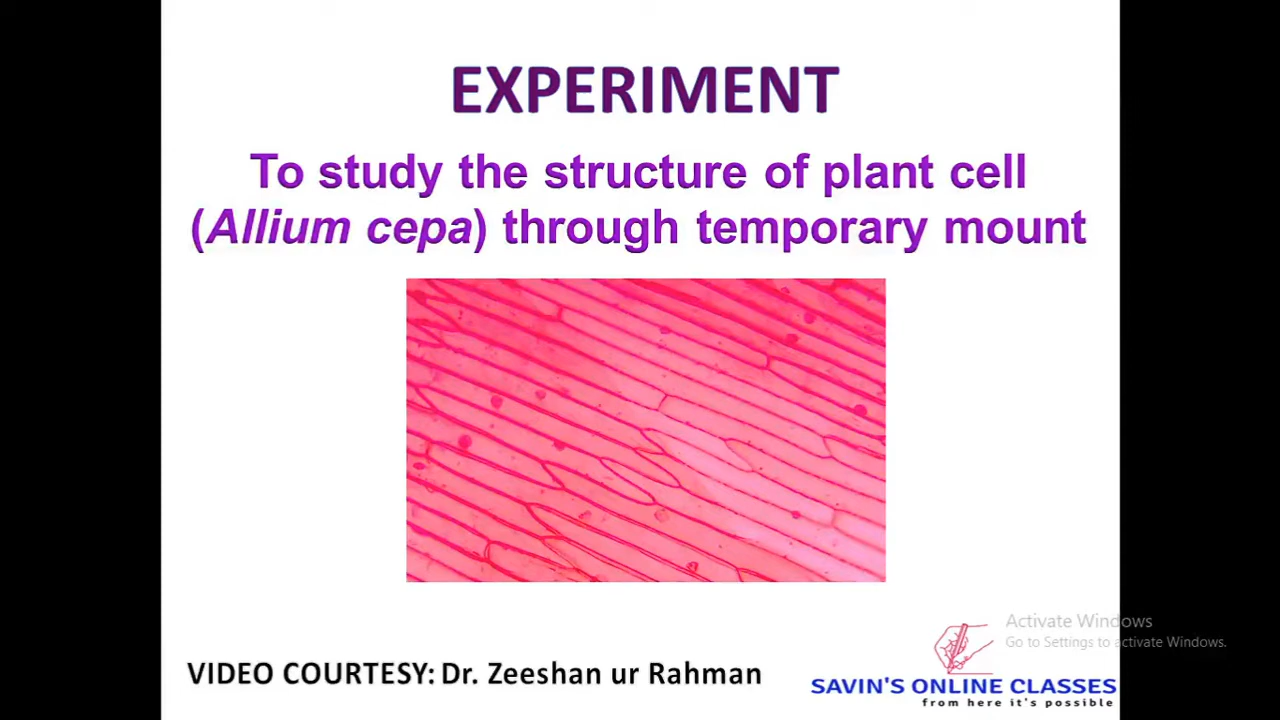 EXPERIMENT
To study the structure of plant cell
(Allium cepa) through temporary mount
Activate Windows
Go to Settings to activate Windows.
VIDEO COURTESY: Dr. Zeeshan ur Rahman
SAVIN'S ONLINE CLASSES
from here it's possible